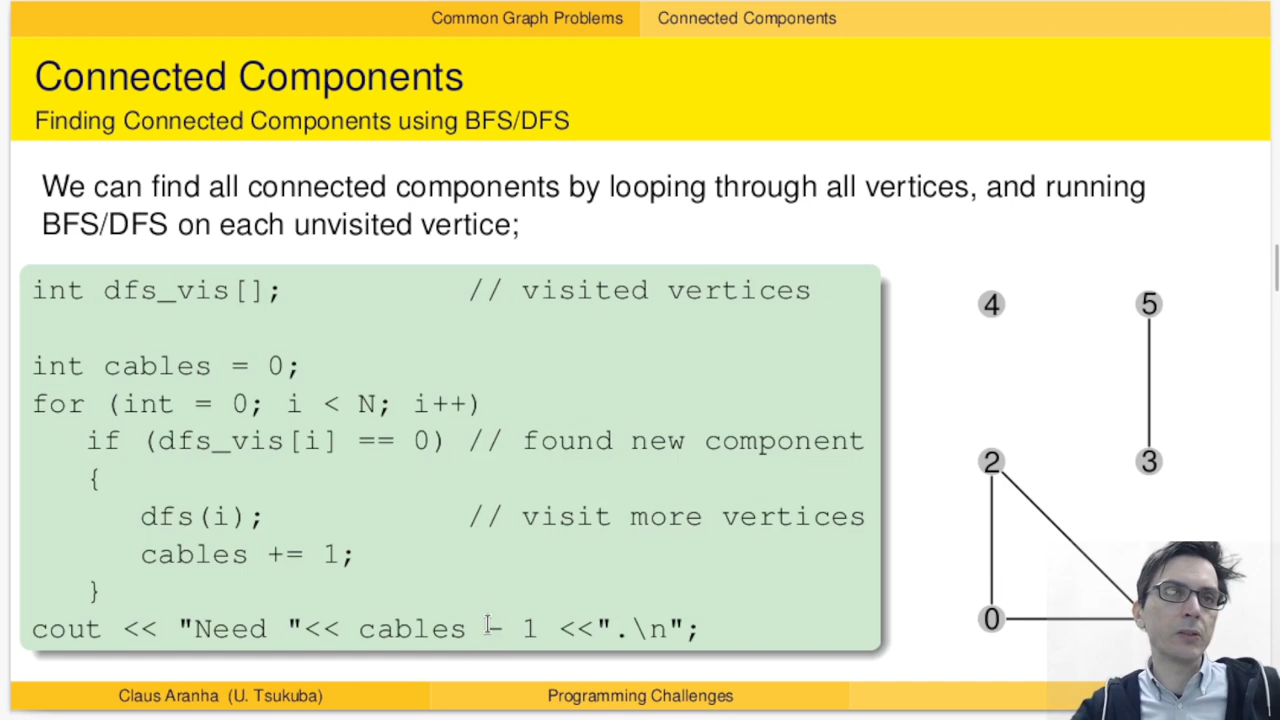 Common Graph Problems Connected Components
Connected Components
Finding Connected Components using BFS/DFS
We can find all connected components by looping through all vertices, and running
BFS/DFS on each unvisited vertice;
int dfs_vis[]; // visited vertices
int cables = 0;
for (int = 0; i < N; i++)
if (dfs_vis[i] == 0) // found new component
{
dfs(i); // visit more vertices
cables += 1;
}
cout << "Need "<< cables - 1 <<".\n";
4 5
2 3
0
Claus Aranha (U. Tsukuba) Programming Challenges